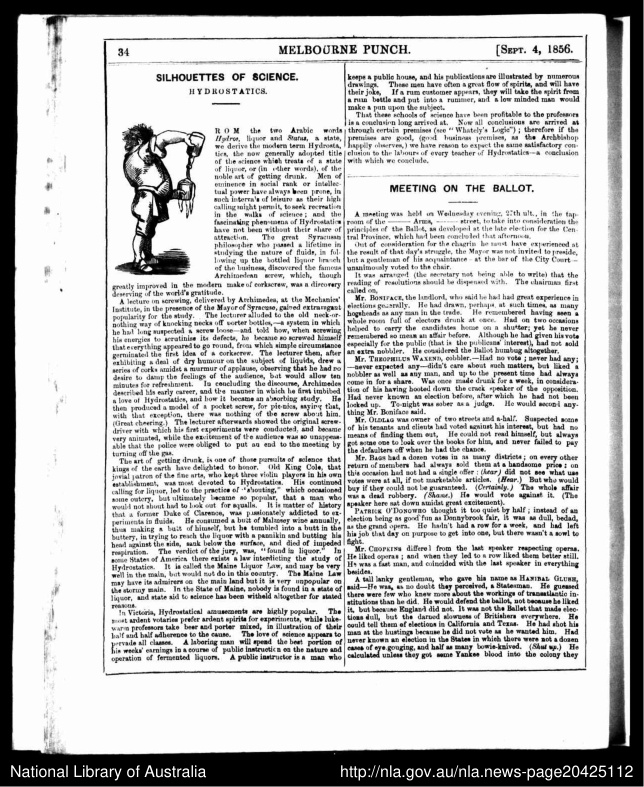 34
MELBOURNE PUNCH.
[SEPT. 4, 1856.
SILHOUETTES OF SCIENCE.
HYDROSTATICS.
ROM the two Arabic words
Hydros, liquor and Status, a state,
we derive the modern term Hydrosta,
tics, the now generally adopted title
of the science which treats of a state
of liquor, or (in other words), of the
noble art of getting drunk. Men of
eminence in social rank or intellec-
tual power have always been prone, in
such intervals of leisure as their high
calling might permit, to seek recreation
in the walks of science; and the
fascinating phenomena of Hydrostatics
have not been without their share of
attraction. The great Syracusan
philosopher who passed a lifetime in
studying the nature of fluids, in fol-
lowing up the bottled liquor branch
of the business, discovered the famous
Archimedean screw, which, though
greatly improved in the modern make of corkscrew, was a discovery
deserving of the world's gratitude.
A lecture on screwing, delivered by Archimedes, at the Mechanics'
Institute, in the presence of the Mayor of Syracuse, gained extravagant
popularity for the study. The lecturer alluded to the old neck-or-
nothing way of knocking necks off porter bottles,—a system in which
he had long suspected a screw loose—and told how, when screwing
his energies to scrutinise its defects, he became so screwed himself
that everything appeared to go round, from which simple circumstance
germinated the first idea of a corkscrew. The lecturer then, after
exhibiting a deal of dry humour on the subject of liquids, drew a
series of corks amidst a murmur of applause, observing that he had no
desire to damp the feelings of the audience, but would allow ten
minutes for refreshment. In concluding the discourse, Archimedes
described his early career, and the manner in which he first imbibed
a love of Hydrostatics, and how it became an absorbing study. He
then produced a model of a pocket screw, for pic-nics, saying that,
with that exception, there was nothing of the screw about him.
(Great cheering.) The lecturer afterwards showed the original screw-
driver with which his first experiments were conducted, and became
very animated, while the excitement of the audience was so unappeas-
able that the police were obliged to put an end to the meeting by
turning off the gas.
The art of getting drunk, is one of those pursuits of science that
kings of the earth have delighted to honor. Old King Cole, that
jovial patron of the fine arts, who kept three violin players in his own
establishment, was most devoted to Hydrostatics. His continued
calling for liquor, led to the practice of "shouting," which occasioned
some outcry, but ultimately became so popular, that a man who
would not shout had to look out for squalls. It is matter of history
that a former Duke of Clarence, was passionately addicted to ex-
periments in fluids. He consumed a butt of Malmsey wine annually,
thus making a butt of himself, but he tumbled into a butt in the
buttery, in trying to reach the liquor with a pannikin and butting his
head against the side, sank below the surface, and died of impeded
respiration. The verdict of the jury, was, "found in liquor." In
some States of America there exists a law interdicting the study of
Hydrostatics. It is called the Maine Liquor Law, and may be very
well in the main, but would not do in this country. The Maine Law
may have its admirers on the main land but it is very unpopular on
the stormy main. In the State of Maine, nobody is found in a state of
liquor, and state aid to science has been witheld altogether for stated
reasons.
In Victoria, Hydrostatical amusements are highly popular. The
most ardent votaries prefer ardent spirits for experiments, while luke-
warm professors take beer and porter mixed, in illustration of their
half and half adherence to the cause. The love of science appears to
pervade all classes. A laboring man will spend the best portion of
his weeks' earnings in a course of public instruction on the nature and
operation of fermented liquors. A public instructor is a man who
keeps a public house, and his publications are illustrated by numerous
drawings. These men have often a great flow of spirits, and will have
their joke, If a rum customer appears, they will take the spirit from
a rum bottle and put into a rummer, and a low minded man would
make a pun upon the subject.
That these schools of science have been profitable to the professors
is a conclusion long arrived at. Now all conclusions are arrived at
through certain premises (see "Whately's Logic"); therefore if the
premises are good, (good business premises, as the Archbishop
happily observes,) we have reason to expect the same satisfactory con-
clusion to the labours of every teacher of Hydrostatics—a conclusion
with which we conclude.
MEETING ON THE BALLOT.
A meeting was held on Wednesday evening, 27th ult., in the tap-
room of the —— Arms, —— street, to take into consideration the
principles of the Ballot, as developed at the late election for the Cen-
tral Province, which had been concluded that afternoon.
Out of consideration for the chagrin he must have experienced at
the result of that day's struggle, the Mayor was not invited to preside,
but a gentleman of his acquaintance at the bar of the City Court —
unanimously voted to the chair.
It was arranged (the secretary not being able to write) that the
reading of resolutions should be dispensed with. The chairman first
called on,
Mr. BONIFACE, the landlord, who said he had had great experience in
elections generally. He had drawn, perhaps, at such times, as many
hogsheads as any man in the trade. He remembered having seen a
whole room full of electors drunk at once. Had on two occasions
helped to carry the candidates home on a shutter; yet he never
remembered so mean an affair before. Although he had given his vote
especially for the public (that is the publicans' interest), had not sold
an extra nobbler. He considered the Ballot humbug altogether.
Mr. THEOPHILUS WAXEND, cobbler.—Had no vote; never had any;
—never expected any—didn't care about such matters, but liked a
nobbler as well as any man, and up to the present time had always
come in for a share. Was once made drunk for a week, in considera-
tion of his having hooted down the crack speaker of the opposition.
Had never known an election before, after which he had not been
locked up. To-night was sober as a judge. He would second any-
thing Mr. Boniface said.
Mr. OLDLAG was owner of two streets and a-half. Suspected some
of his tenants and clients had voted against his interest, but had no
means of finding them out, He could not read himself, but always
got some one to look over the books for him, and never failed to pay
the defaulters off when he had the chance.
Mr. BAGS had a dozen votes in as many districts; on every other
return of members had always sold them at a handsome price: on
this occasion had not had a single offer: (hear) did not see what use
votes were at all, if not marketable articles. (Hear.) But who would
buy if they could not be guaranteed. (Certainly.) The whole affair
was a dead robbery. (Shame.) He would vote against it. (The
speaker here sat down amidst great excitement).
PATRICK O'DONOWHO thought it too quiet by half; instead of an
election being as good fun as Donnybrook fair, it was as dull, bedad,
as the grand opera. He hadn't had a row for a week, and had left
his job that day on purpose to get into one, but there wasn't a sowl to
fight.
Mr. CHOPKINS differed from the last speaker respecting operas.
He liked operas; and when they led to a row liked them better still.
He was a fast man, and coincided with the last speaker in everything
besides.
A tall lanky gentleman, who gave his name as HANIBAL GLUMM,
said—He was, as no doubt they perceived, a Statesman. He guessed
there were few who knew more about the workings of transatlantic in-
stitutions than he did. He would defend the ballot, not because he liked
it, but because England did not. It was not the Ballot that made elec-
tions dull, but the darned slowness of Britishers everywhere. He
could tell them of elections in California and Texas. He had shot his
man at the hustings because he did not vote as he wanted him. Had
never known an election in the States in which there were not a dozen
cases of eye gouging, and half as many bowie-knived. (Shut up.) He
calculated unless they got some Yankee blood into the colony they
National Library of Australia
http://nla.gov.au/nla.news-page20425112